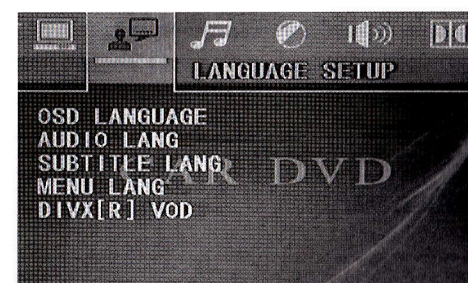 LANGUAGE SETUP
OSD LANGUAGE
AUDIO LANG
SUBTITLE LANG
MENU LANG
DIVX[R] VOD
CAR DVD